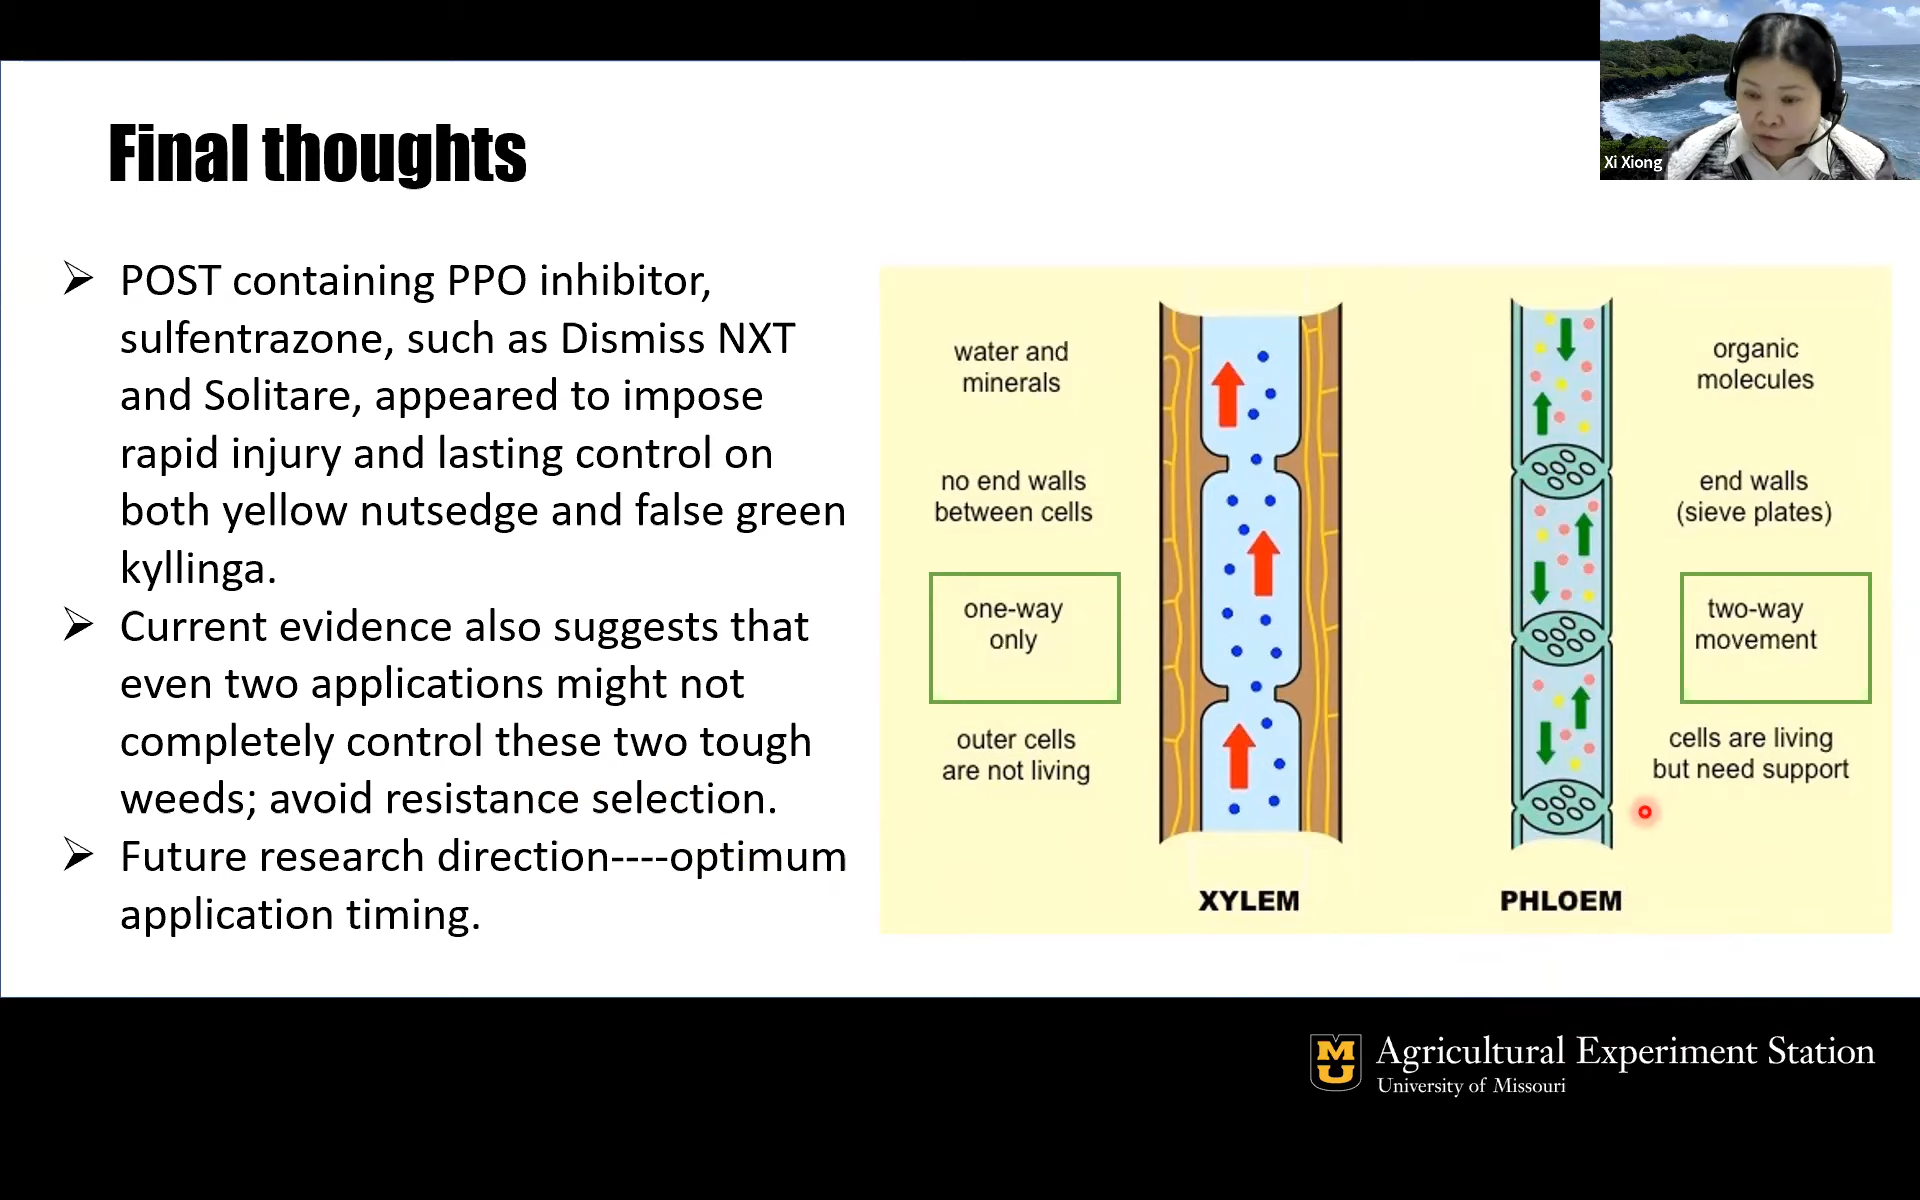 Xi Xiong
Final thoughts
POST containing PPO inhibitor,
sulfentrazone, such as Dismiss NXT
and Solitare, appeared to impose
rapid injury and lasting control on
both yellow nutsedge and false green
kyllinga.
Current evidence also suggests that
even two applications might not
completely control these two tough
weeds; avoid resistance selection.
Future research direction----optimum
application timing.
water and
minerals
no end walls
between cells
one-way
only
outer cells
are not living
XYLEM
organic
molecules
end walls
(sieve plates)
two-way
movement
cells are living
but need support
PHLOEM
MU
Agricultural Experiment Station
University of Missouri